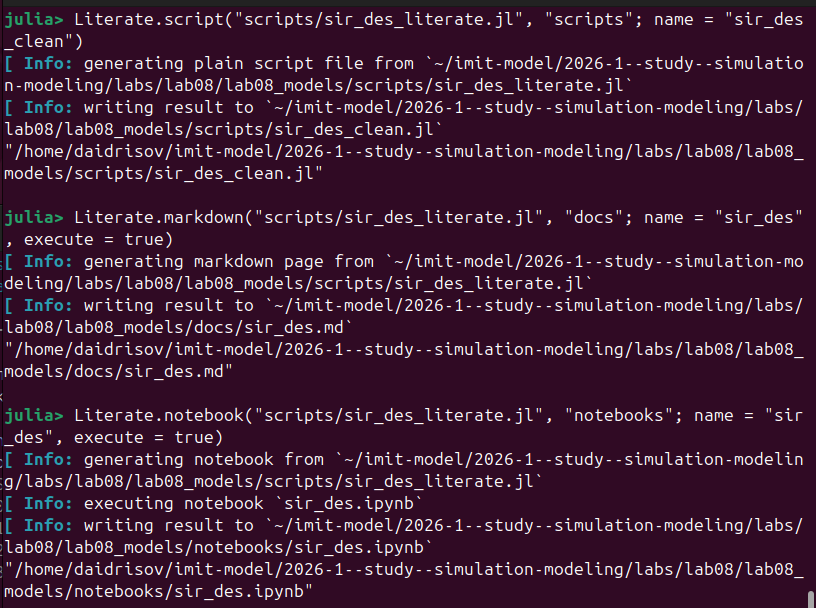 julia> Literate.script("scripts/sir_des_literate.jl", "scripts"; name = "sir_des
_clean")
[ Info: generating plain script file from `~/imit-model/2026-1--study--simulatio
n-modeling/labs/lab08/lab08_models/scripts/sir_des_literate.jl`
[ Info: writing result to `~/imit-model/2026-1--study--simulation-modeling/labs/
lab08/lab08_models/scripts/sir_des_clean.jl`
"/home/daidrisov/imit-model/2026-1--study--simulation-modeling/labs/lab08/lab08_
models/scripts/sir_des_clean.jl"
julia> Literate.markdown("scripts/sir_des_literate.jl", "docs"; name = "sir_des"
, execute = true)
[ Info: generating markdown page from `~/imit-model/2026-1--study--simulation-mo
deling/labs/lab08/lab08_models/scripts/sir_des_literate.jl`
[ Info: writing result to `~/imit-model/2026-1--study--simulation-modeling/labs/
lab08/lab08_models/docs/sir_des.md`
"/home/daidrisov/imit-model/2026-1--study--simulation-modeling/labs/lab08/lab08_
models/docs/sir_des.md"
julia> Literate.notebook("scripts/sir_des_literate.jl", "notebooks"; name = "sir
_des", execute = true)
[ Info: generating notebook from `~/imit-model/2026-1--study--simulation-modelin
g/labs/lab08/lab08_models/scripts/sir_des_literate.jl`
[ Info: executing notebook `sir_des.ipynb`
[ Info: writing result to `~/imit-model/2026-1--study--simulation-modeling/labs/
lab08/lab08_models/notebooks/sir_des.ipynb`
"/home/daidrisov/imit-model/2026-1--study--simulation-modeling/labs/lab08/lab08_
models/notebooks/sir_des.ipynb"